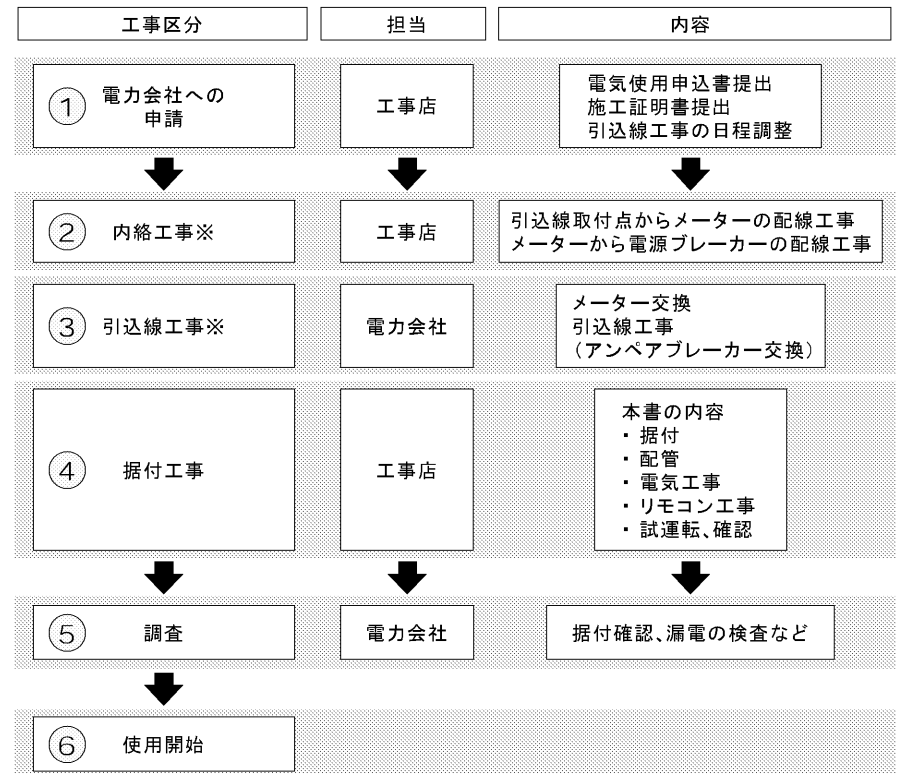 工事区分
担当
内容
① 電力会社への
申請
工事店
電気使用申込書提出
施工証明書提出
引込線工事の日程調整
② 内絡工事※
工事店
引込線取付点からメーターの配線工事
メーターから電源ブレーカーの配線工事
③ 引込線工事※
電力会社
メーター交換
引込線工事
(アンペアブレーカー交換)
④ 据付工事
工事店
本書の内容
・据付
・配管
・電気工事
・リモコン工事
・試運転、確認
⑤ 調査
電力会社
据付確認、漏電の検査など
⑥ 使用開始